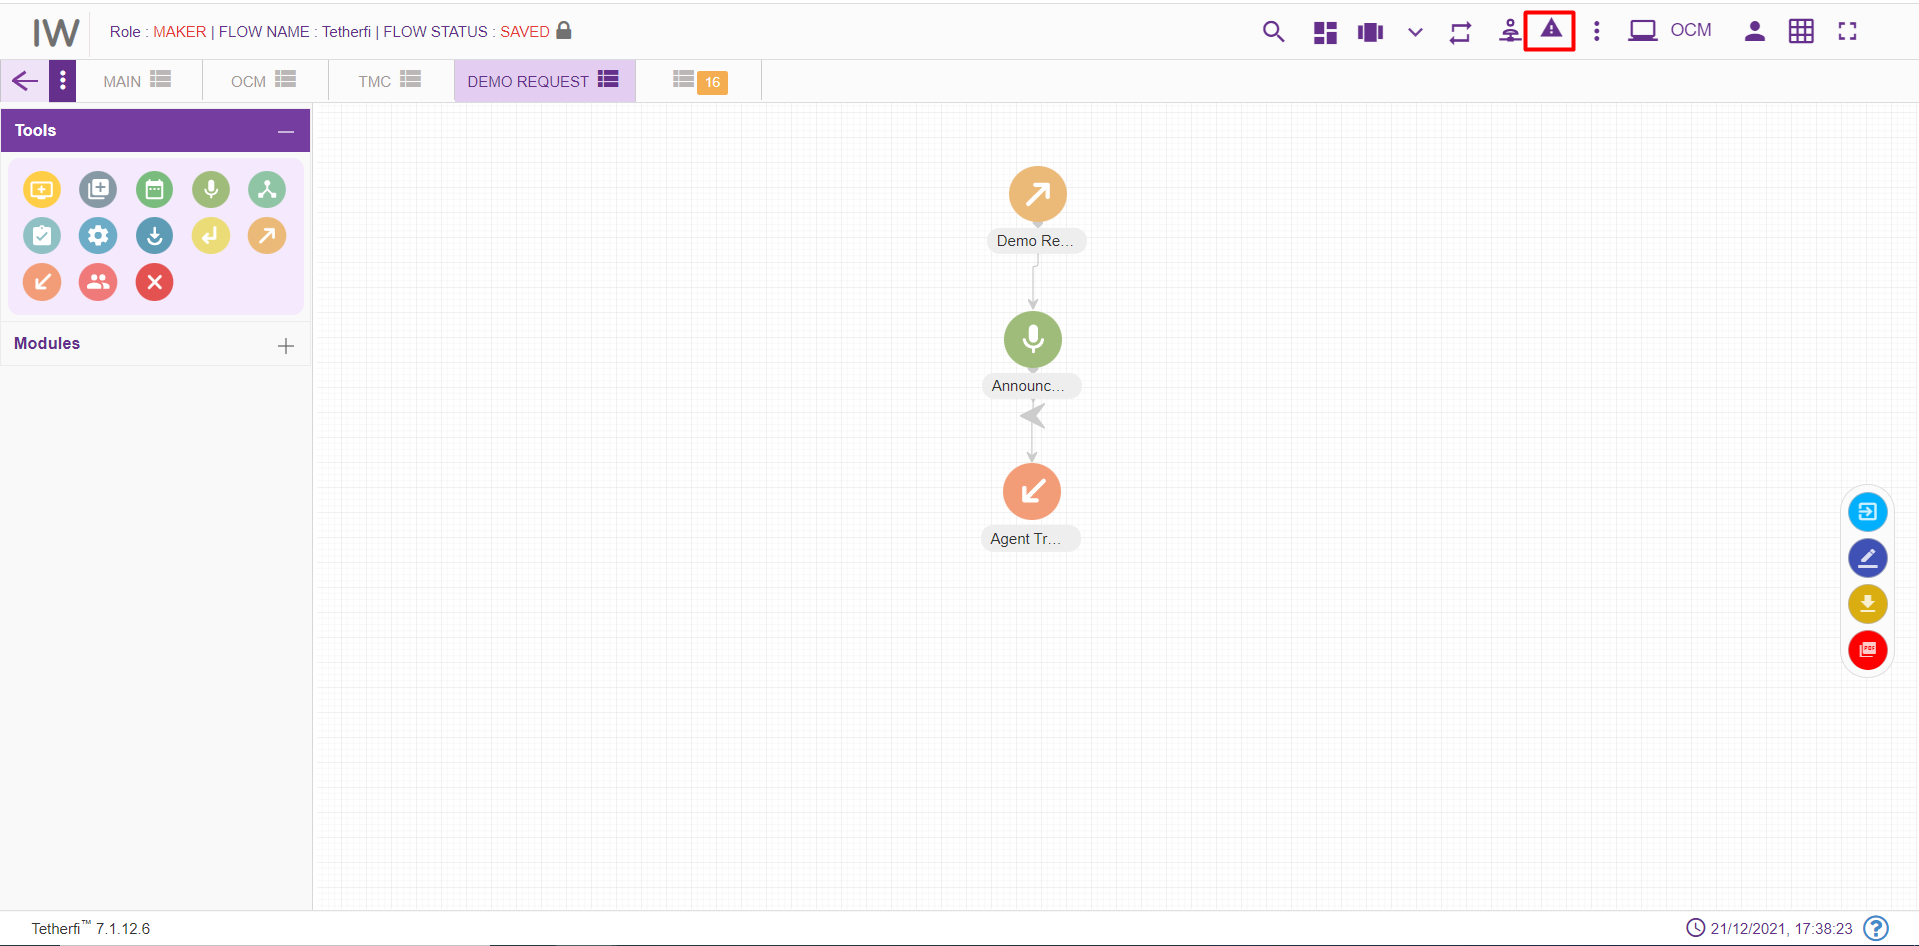 IW
Role : MAKER | FLOW NAME : Tetherfi | FLOW STATUS : SAVED
OCM
MAIN
OCM
TMC
DEMO REQUEST
16
Tools
Modules
Demo Re...
Announc...
Agent Tr...
PDF
Tetherfi™ 7.1.12.6
21/12/2021, 17:38:23
?